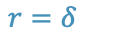 r = δ